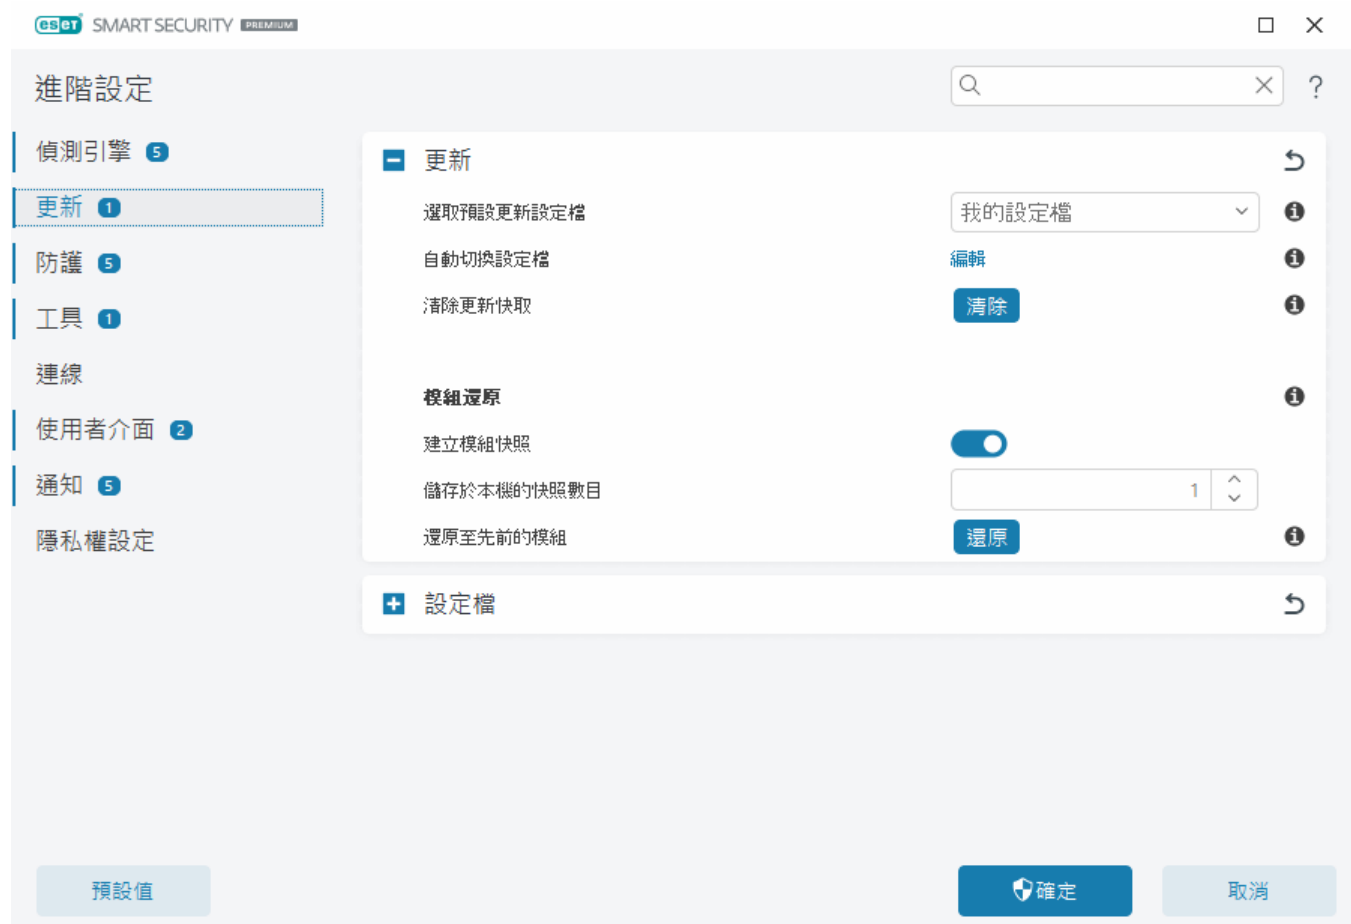 eset SMART SECURITY PREMIUM
進階設定
?
偵測引擎 5
更新 1
防護 5
工具 1
連線
使用者介面 2
通知 5
隱私權設定
更新
選取預設更新設定檔 我的設定檔
自動切換設定檔 編輯
清除更新快取 清除
模組還原
建立模組快照
儲存於本機的快照數目 1
還原至先前的模組 還原
設定檔
預設值 確定 取消